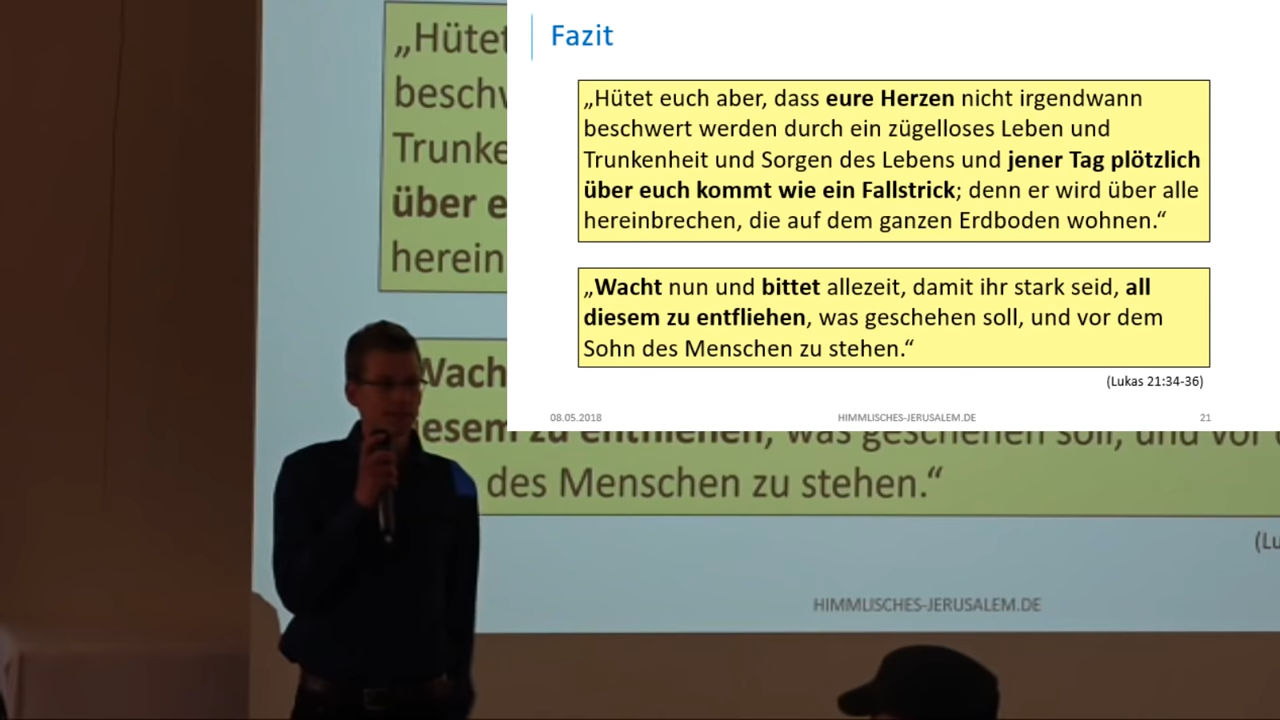 Fazit
„Hütet euch aber, dass eure Herzen nicht irgendwann
beschwert werden durch ein zügelloses Leben und
Trunkenheit und Sorgen des Lebens und jener Tag plötzlich
über euch kommt wie ein Fallstrick; denn er wird über alle
hereinbrechen, die auf dem ganzen Erdboden wohnen.“
„Wacht nun und bittet allezeit, damit ihr stark seid, all
diesem zu entfliehen, was geschehen soll, und vor dem
Sohn des Menschen zu stehen.“
(Lukas 21:34-36)
08.05.2018 HIMMLISCHES-JERUSALEM.DE 21
„Hütet
besch
Trunke
über e
herein
Wach
iesem zu entfliehen, was geschehen soll, und vor
des Menschen zu stehen.“
(Lu
HIMMLISCHES-JERUSALEM.DE